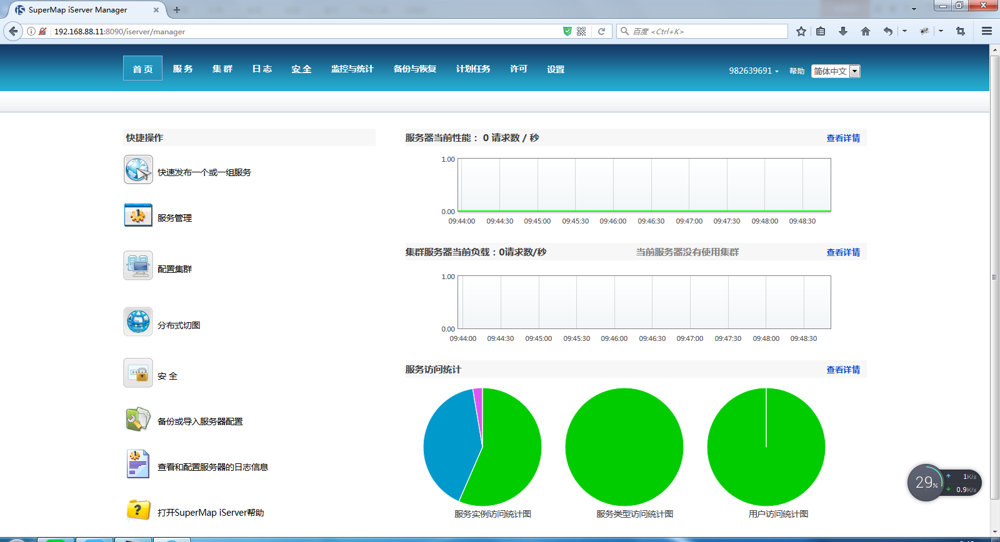 SuperMap iServer Manager
192.168.88.11:8090/iserver/manager
百度 <Ctrl+K>
首 页 服 务 集 群 日 志 安 全 监控与统计 备份与恢复 计划任务 许可 设置
982639691 帮助 简体中文
快捷操作
快速发布一个或一组服务
服务管理
配置集群
分布式切图
安 全
备份或导入服务器配置
查看和配置服务器的日志信息
打开SuperMap iServer帮助
服务器当前性能： 0 请求数 / 秒 查看详情
1.00
0.00
09:44:00 09:44:30 09:45:00 09:45:30 09:46:00 09:46:30 09:47:00 09:47:30 09:48:00 09:48:30
集群服务器当前负载：0请求数/秒 当前服务器没有使用集群 查看详情
1.00
0.00
09:44:00 09:44:30 09:45:00 09:45:30 09:46:00 09:46:30 09:47:00 09:47:30 09:48:00 09:48:30
服务访问统计 查看详情
服务实例访问统计图 服务类型访问统计图 用户访问统计图
29%
1K/s
0.9K/s